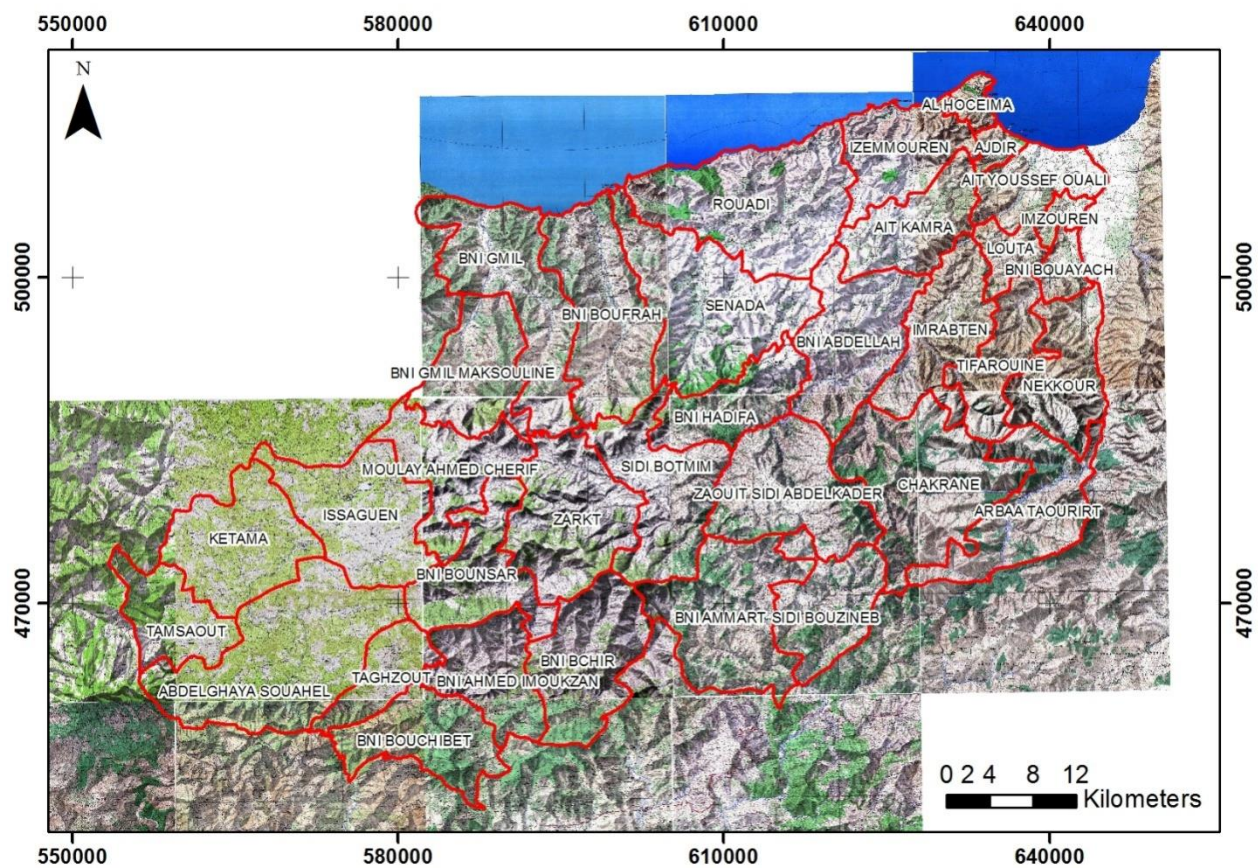 550000 580000 610000 640000
N
AL HOCEIMA
IZEMMOUREN AJDIR
AIT YOUSSEF OUALI
ROUADI
IMZOUREN
AIT KAMRA
LOUTA
BNI GMIL
BNI BOUAYACH
500000 500000
SENADA
BNI BOUFRAH
IMRABTEN
BNI ABDELLAH
TIFAROUINE
BNI GMIL MAKSOULINE
NEKKOUR
BNI HADIFA
MOULAY AHMED CHERIF SIDI BOTMIM
CHAKRANE
ZAOUIT SIDI ABDELKADER
ARBAA TAOURIRT
ISSAGUEN ZARKT
KETAMA
BNI BOUNSAR
470000 470000
TAMSAOUT
BNI AMMART SIDI BOUZINEB
BNI BCHIR
TAGHZOUT
BNI AHMED IMOUKZAN
ABDELGHAYA SOUAHEL
BNI BOUCHIBET
0 2 4 8 12
Kilometers
550000 580000 610000 640000